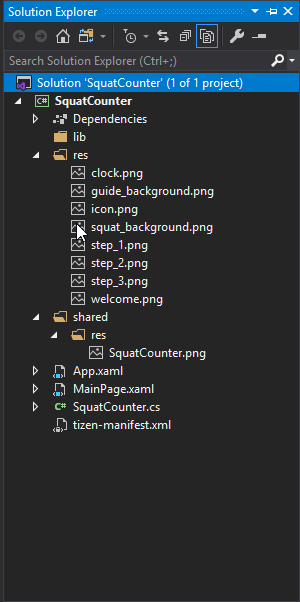 Solution Explorer
Search Solution Explorer (Ctrl+;)
Solution 'SquatCounter' (1 of 1 project)
C# SquatCounter
Dependencies
lib
res
clock.png
guide_background.png
icon.png
squat_background.png
step_1.png
step_2.png
step_3.png
welcome.png
shared
res
SquatCounter.png
App.xaml
MainPage.xaml
C# SquatCounter.cs
tizen-manifest.xml